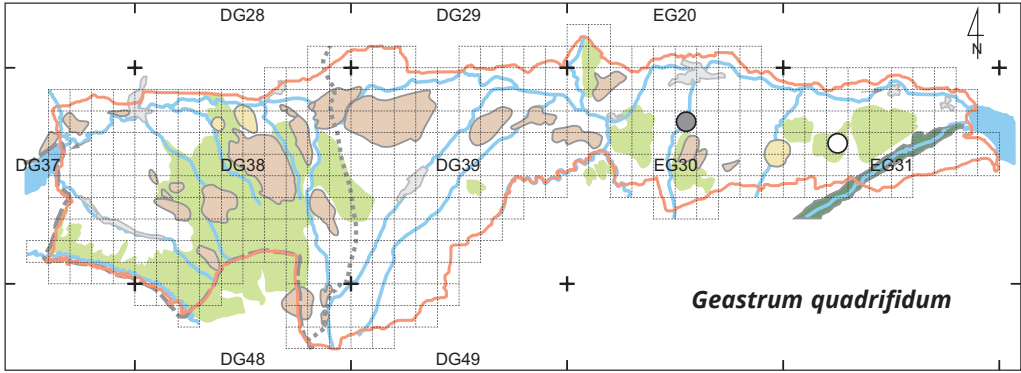 DG28 DG29 EG20
N
DG37 DG38 DG39 EG30 EG31
Geastrum quadrifidum
DG48 DG49